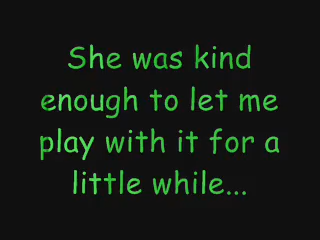 She was kind
enough to let me
play with it for a
little while...